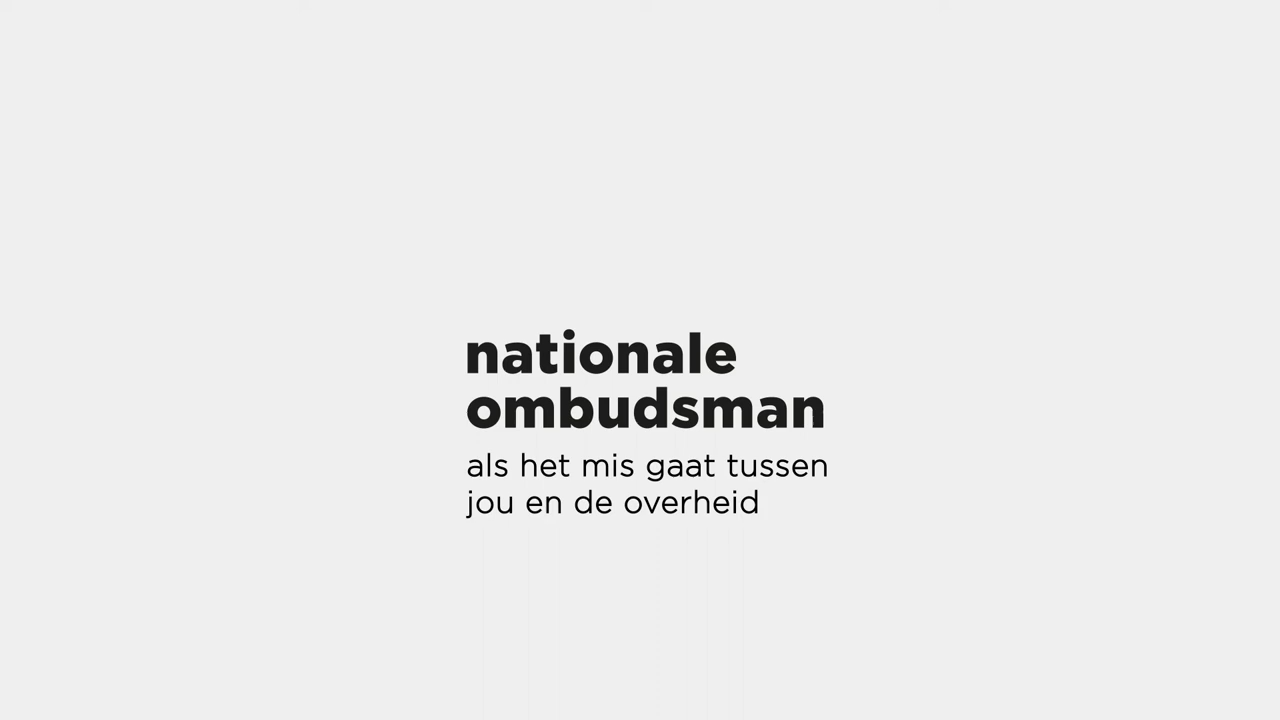 nationale
ombudsman
als het mis gaat tussen
jou en de overheid